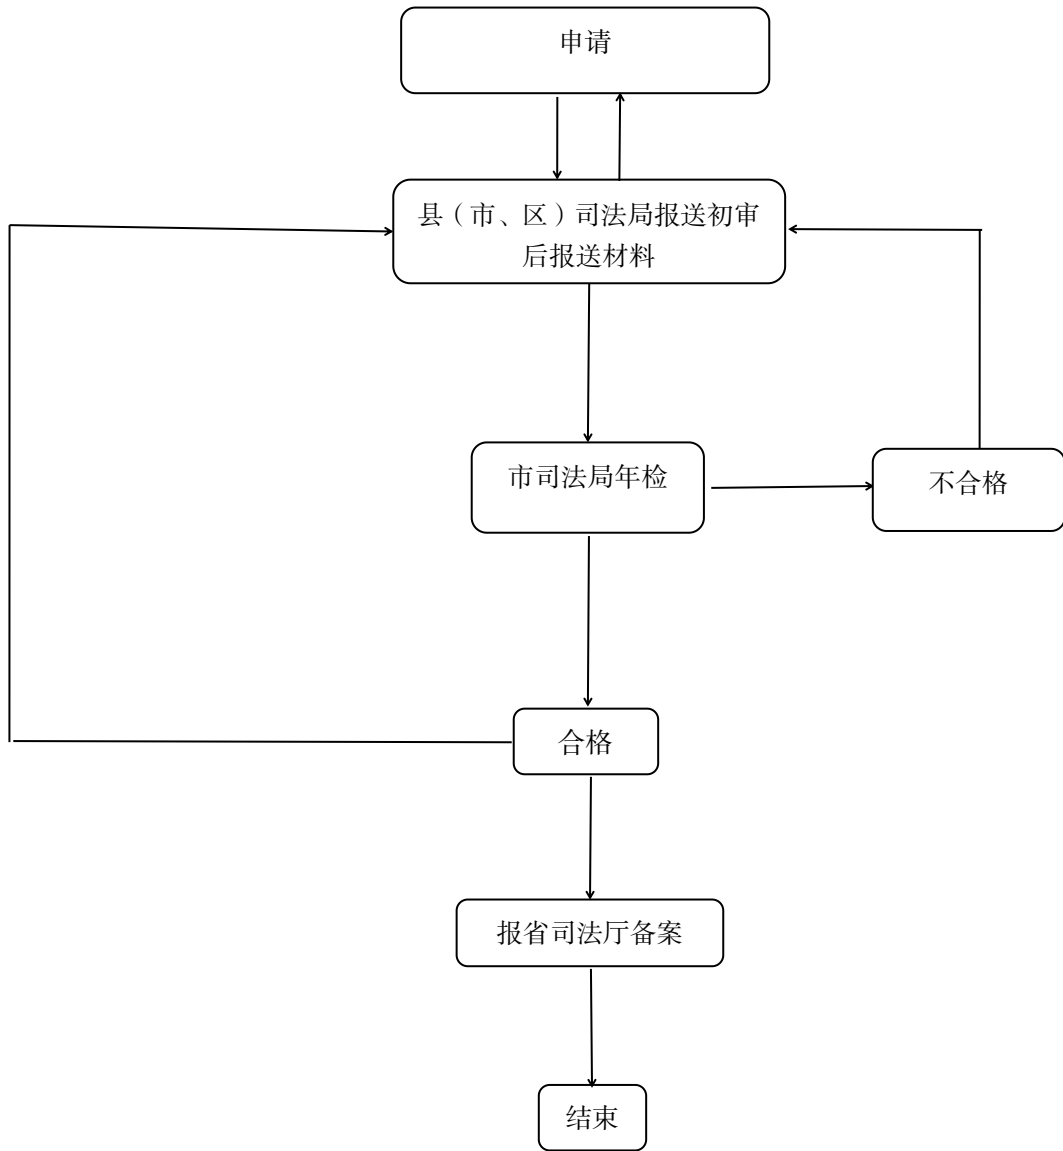 申请
县（市、区）司法局报送初审
后报送材料
市司法局年检
不合格
合格
报省司法厅备案
结束